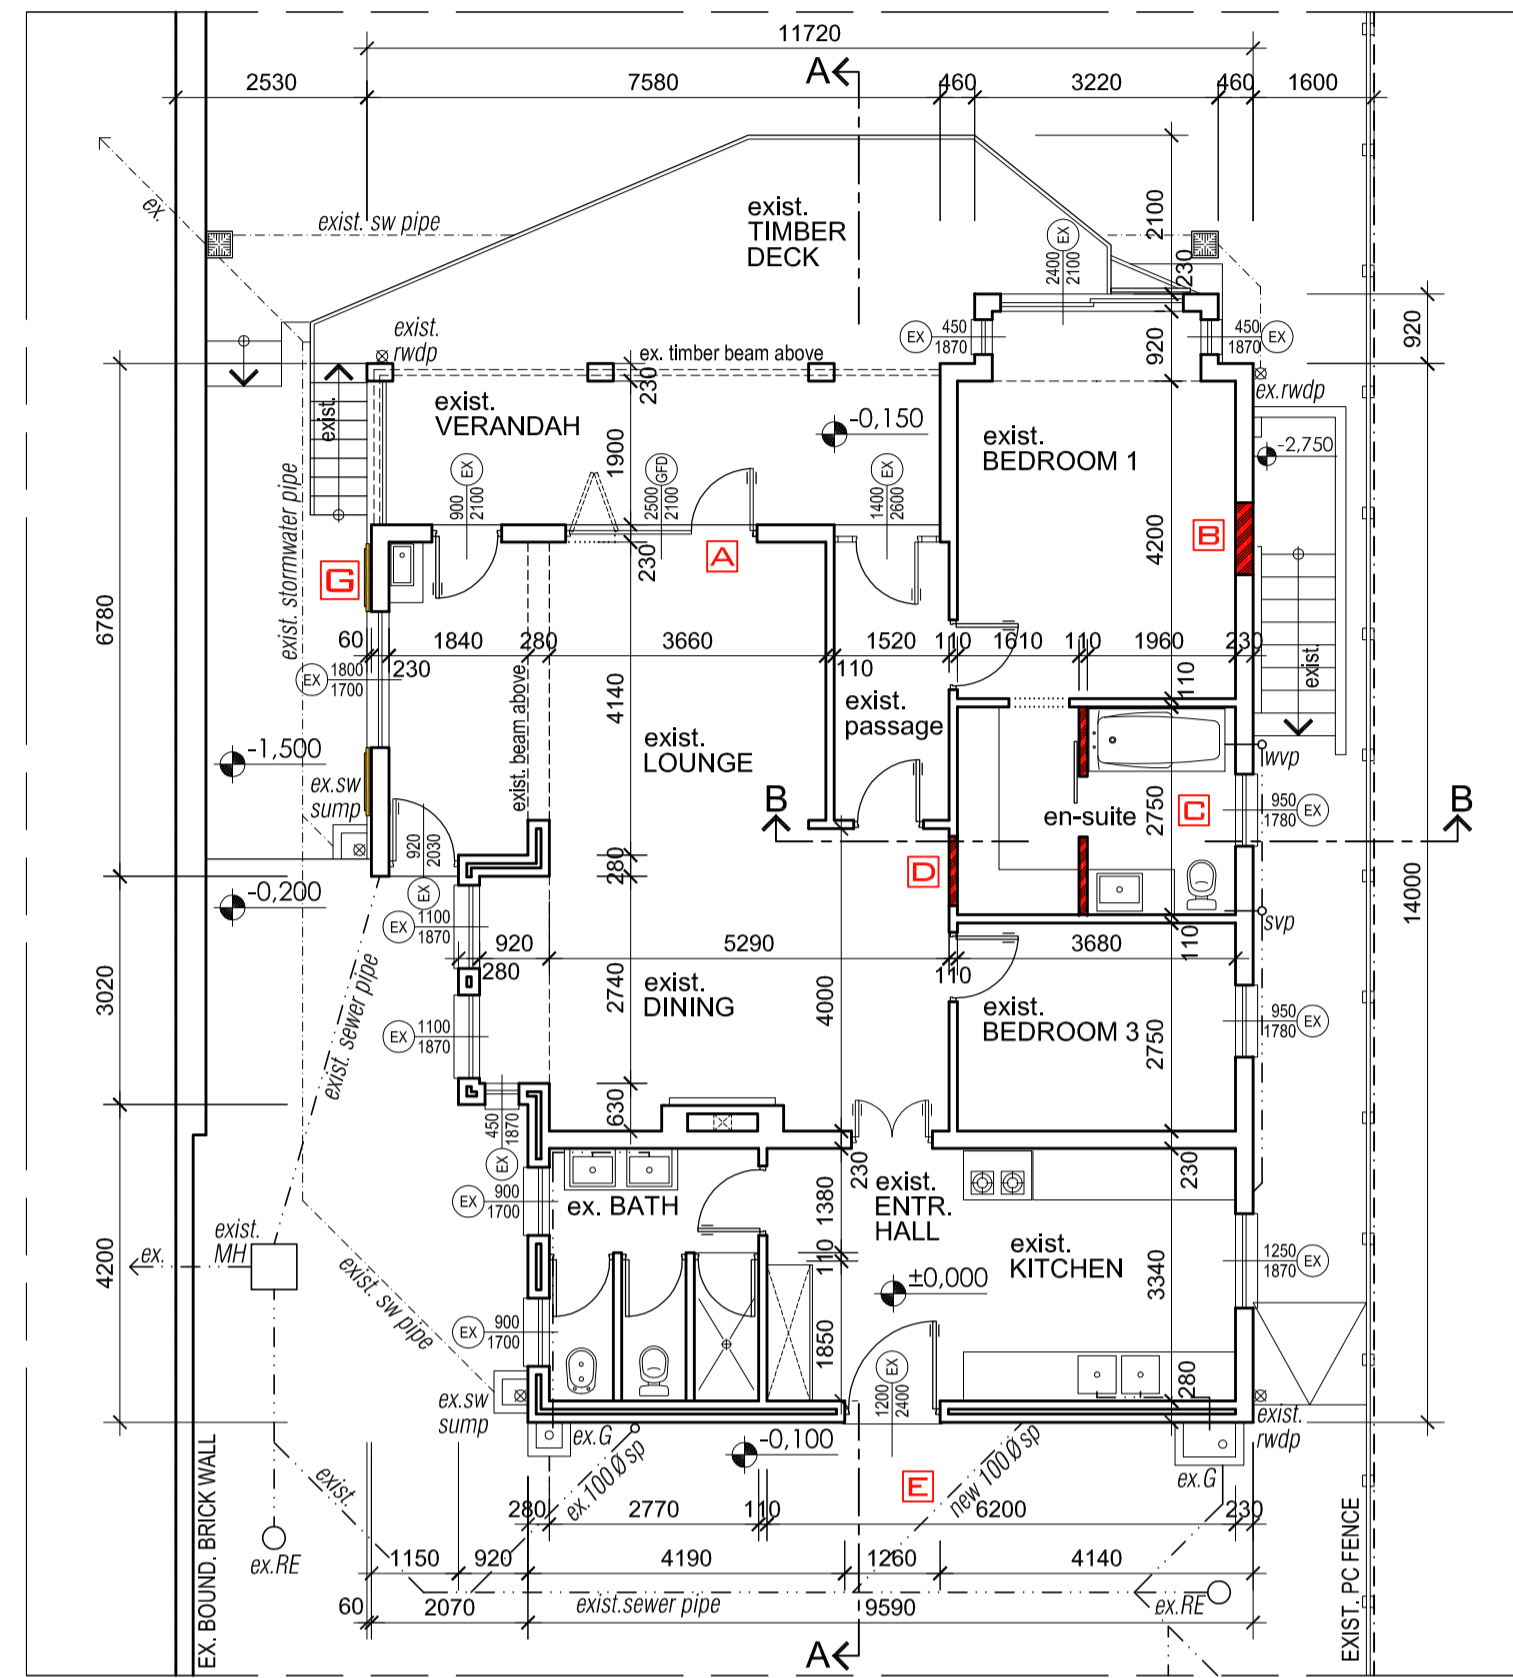 11720
2530
7580
460
3220
460
1600
A
ex.
exist. sw pipe
exist.
TIMBER
DECK
EX
2400
2100
2100
230
920
exist.
rwdp
ex. timber beam above
EX
450
1870
450
1870
EX
920
ex.rwdp
230
exist.
exist.
VERANDAH
-0,150
exist.
BEDROOM 1
-2,750
1900
EX
900
2100
GFD
2500
2100
EX
1400
2600
B
A
G
230
4200
6780
exist. stormwater pipe
60
1840
280
3660
1520
110
1610
110
1960
230
230
110
110
EX
1800
1700
exist.
4140
exist. beam above
exist.
LOUNGE
exist.
passage
-1,500
wvp
ex.sw
sump
B
en-suite
2750
C
950
1780
EX
B
920
2030
EX
280
D
-0,200
14000
EX
1100
1870
svp
920
5290
3680
110
280
110
3020
2740
exist.
DINING
4000
exist.
BEDROOM 3
2750
950
1780
EX
EX
1100
1870
exist. sewer pipe
630
450
1870
EX
230
230
ex. BATH
exist.
ENTR.
HALL
EX
900
1700
1380
exist.
MH
ex.
exist.
KITCHEN
1250
1870
EX
110
4200
±0,000
3340
exist. sw pipe
EX
900
1700
1850
EX
1200
2400
280
ex.sw
sump
exist.
rwdp
ex.G
-0,100
ex.G
ex.100Øsp
new 100Øsp
E
exist.
EX. BOUND. BRICK WALL
EXIST. PC FENCE
280
2770
110
6200
230
ex.RE
1150
920
4190
1260
4140
60
2070
exist.sewer pipe
9590
ex.RE
A